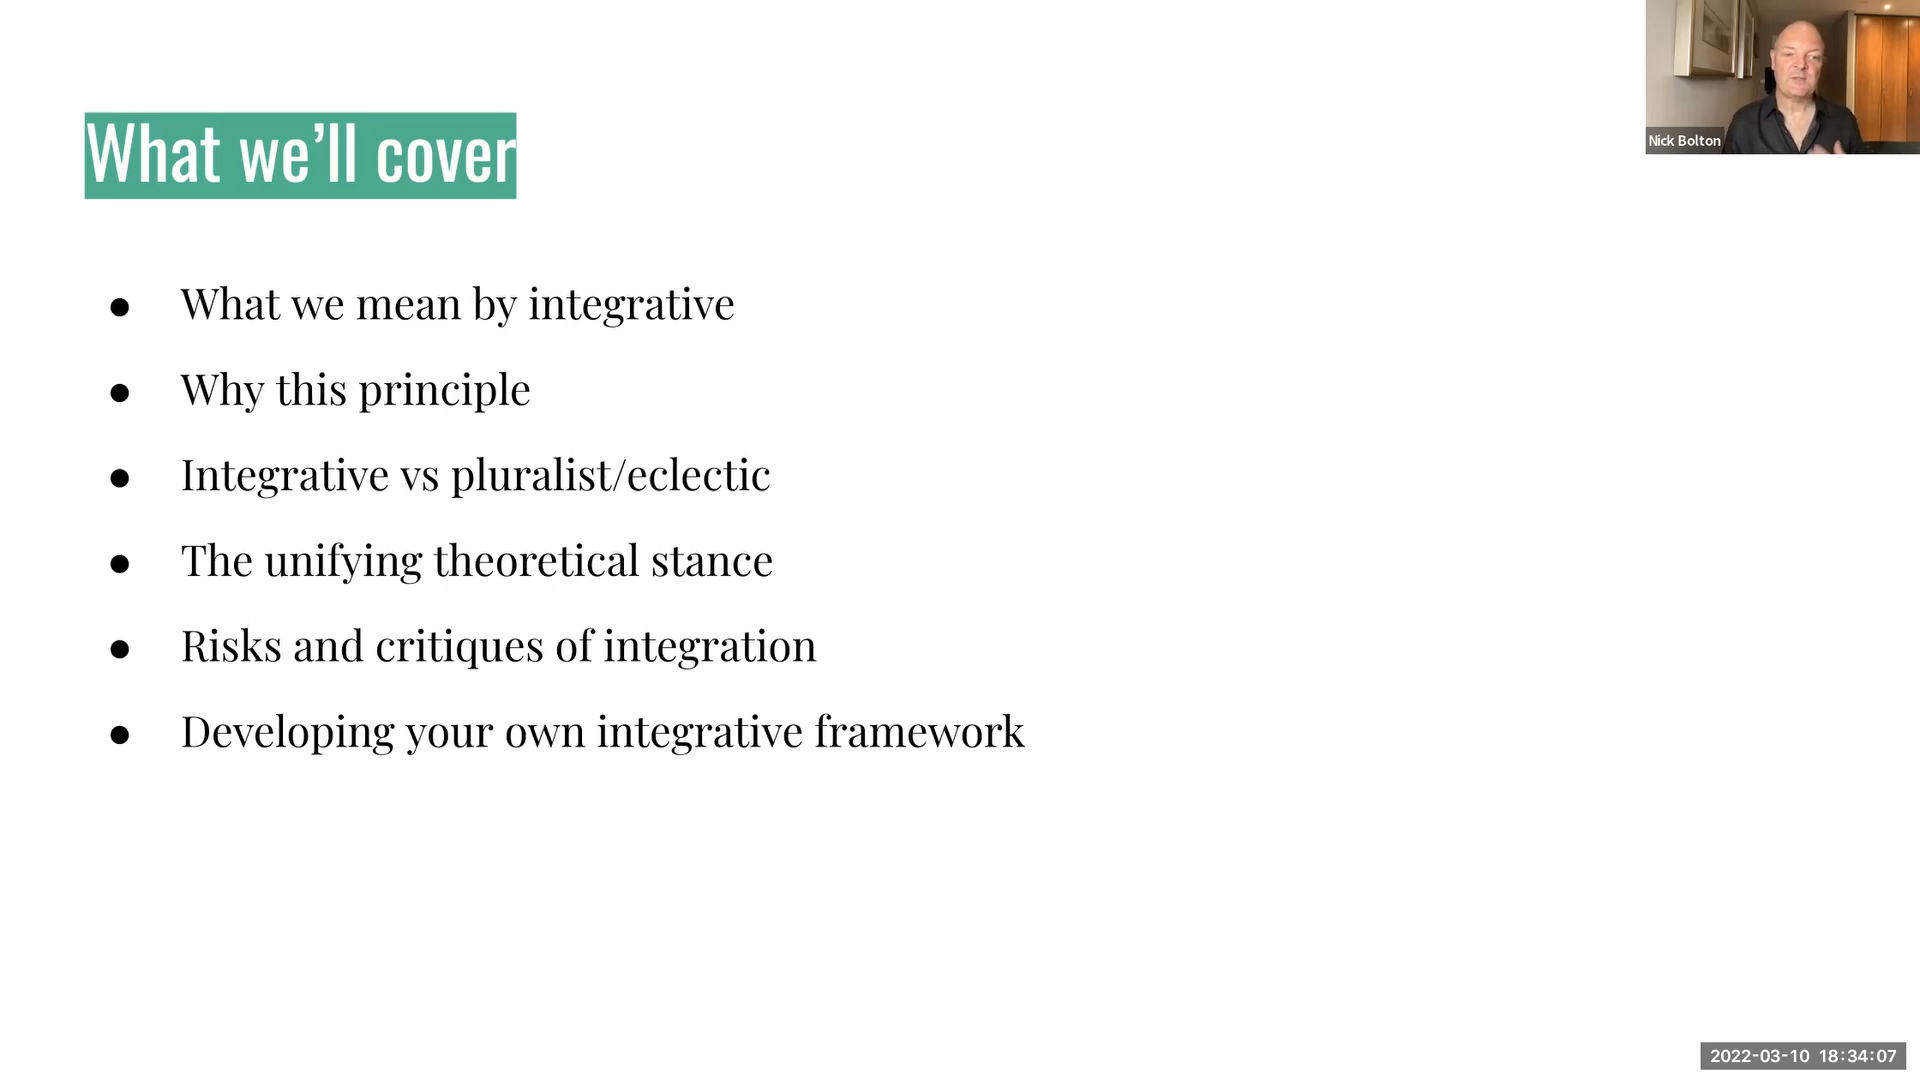 What we’ll cover
Nick Bolton
● What we mean by integrative
● Why this principle
● Integrative vs pluralist/eclectic
● The unifying theoretical stance
● Risks and critiques of integration
● Developing your own integrative framework
2022-03-10 18:34:07